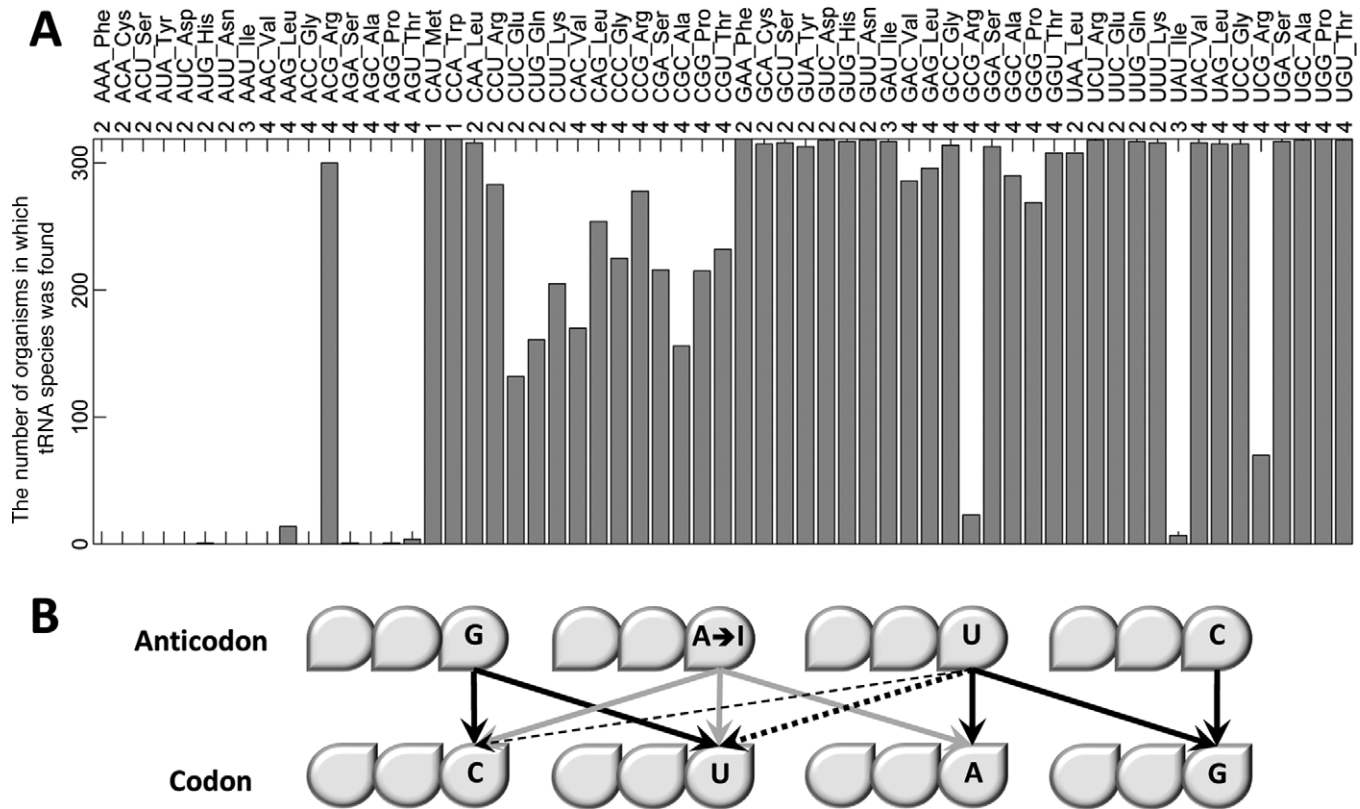 A
AAA_Phe 2
ACA_Cys 2
ACU_Ser 2
AUA_Tyr 2
AUC_Asp 2
AUG_His 2
AUU_Asn 2
AAU_Ile 3
AAC_Val 4
AAG_Leu 4
ACC_Gly 4
ACG_Arg 4
AGA_Ser 4
AGC_Ala 4
AGG_Pro 4
AGU_Thr 4
CAU_Met 1
CCA_Trp 1
CAA_Leu 2
CCU_Arg 2
CUC_Glu 2
CUG_Gln 2
CUU_Lys 2
CAC_Val 4
CAG_Leu 4
CCC_Gly 4
CCG_Arg 4
CGA_Ser 4
CGC_Ala 4
CGG_Pro 4
CGU_Thr 4
GAA_Phe 2
GCA_Cys 2
GCU_Ser 2
GUA_Tyr 2
GUC_Asp 2
GUG_His 2
GUU_Asn 2
GAU_Ile 3
GAC_Val 4
GAG_Leu 4
GCC_Gly 4
GCG_Arg 4
GGA_Ser 4
GGC_Ala 4
GGG_Pro 4
GGU_Thr 4
UAA_Leu 2
UCU_Arg 2
UUC_Glu 2
UUG_Gln 2
UUU_Lys 2
UAU_Ile 3
UAC_Val 4
UAG_Leu 4
UCC_Gly 4
UCG_Arg 4
UGA_Ser 4
UGC_Ala 4
UGG_Pro 4
UGU_Thr 4
The number of organisms in which
tRNA species was found
300
200
100
0
B
Anticodon G A➔I U C
Codon C U A G